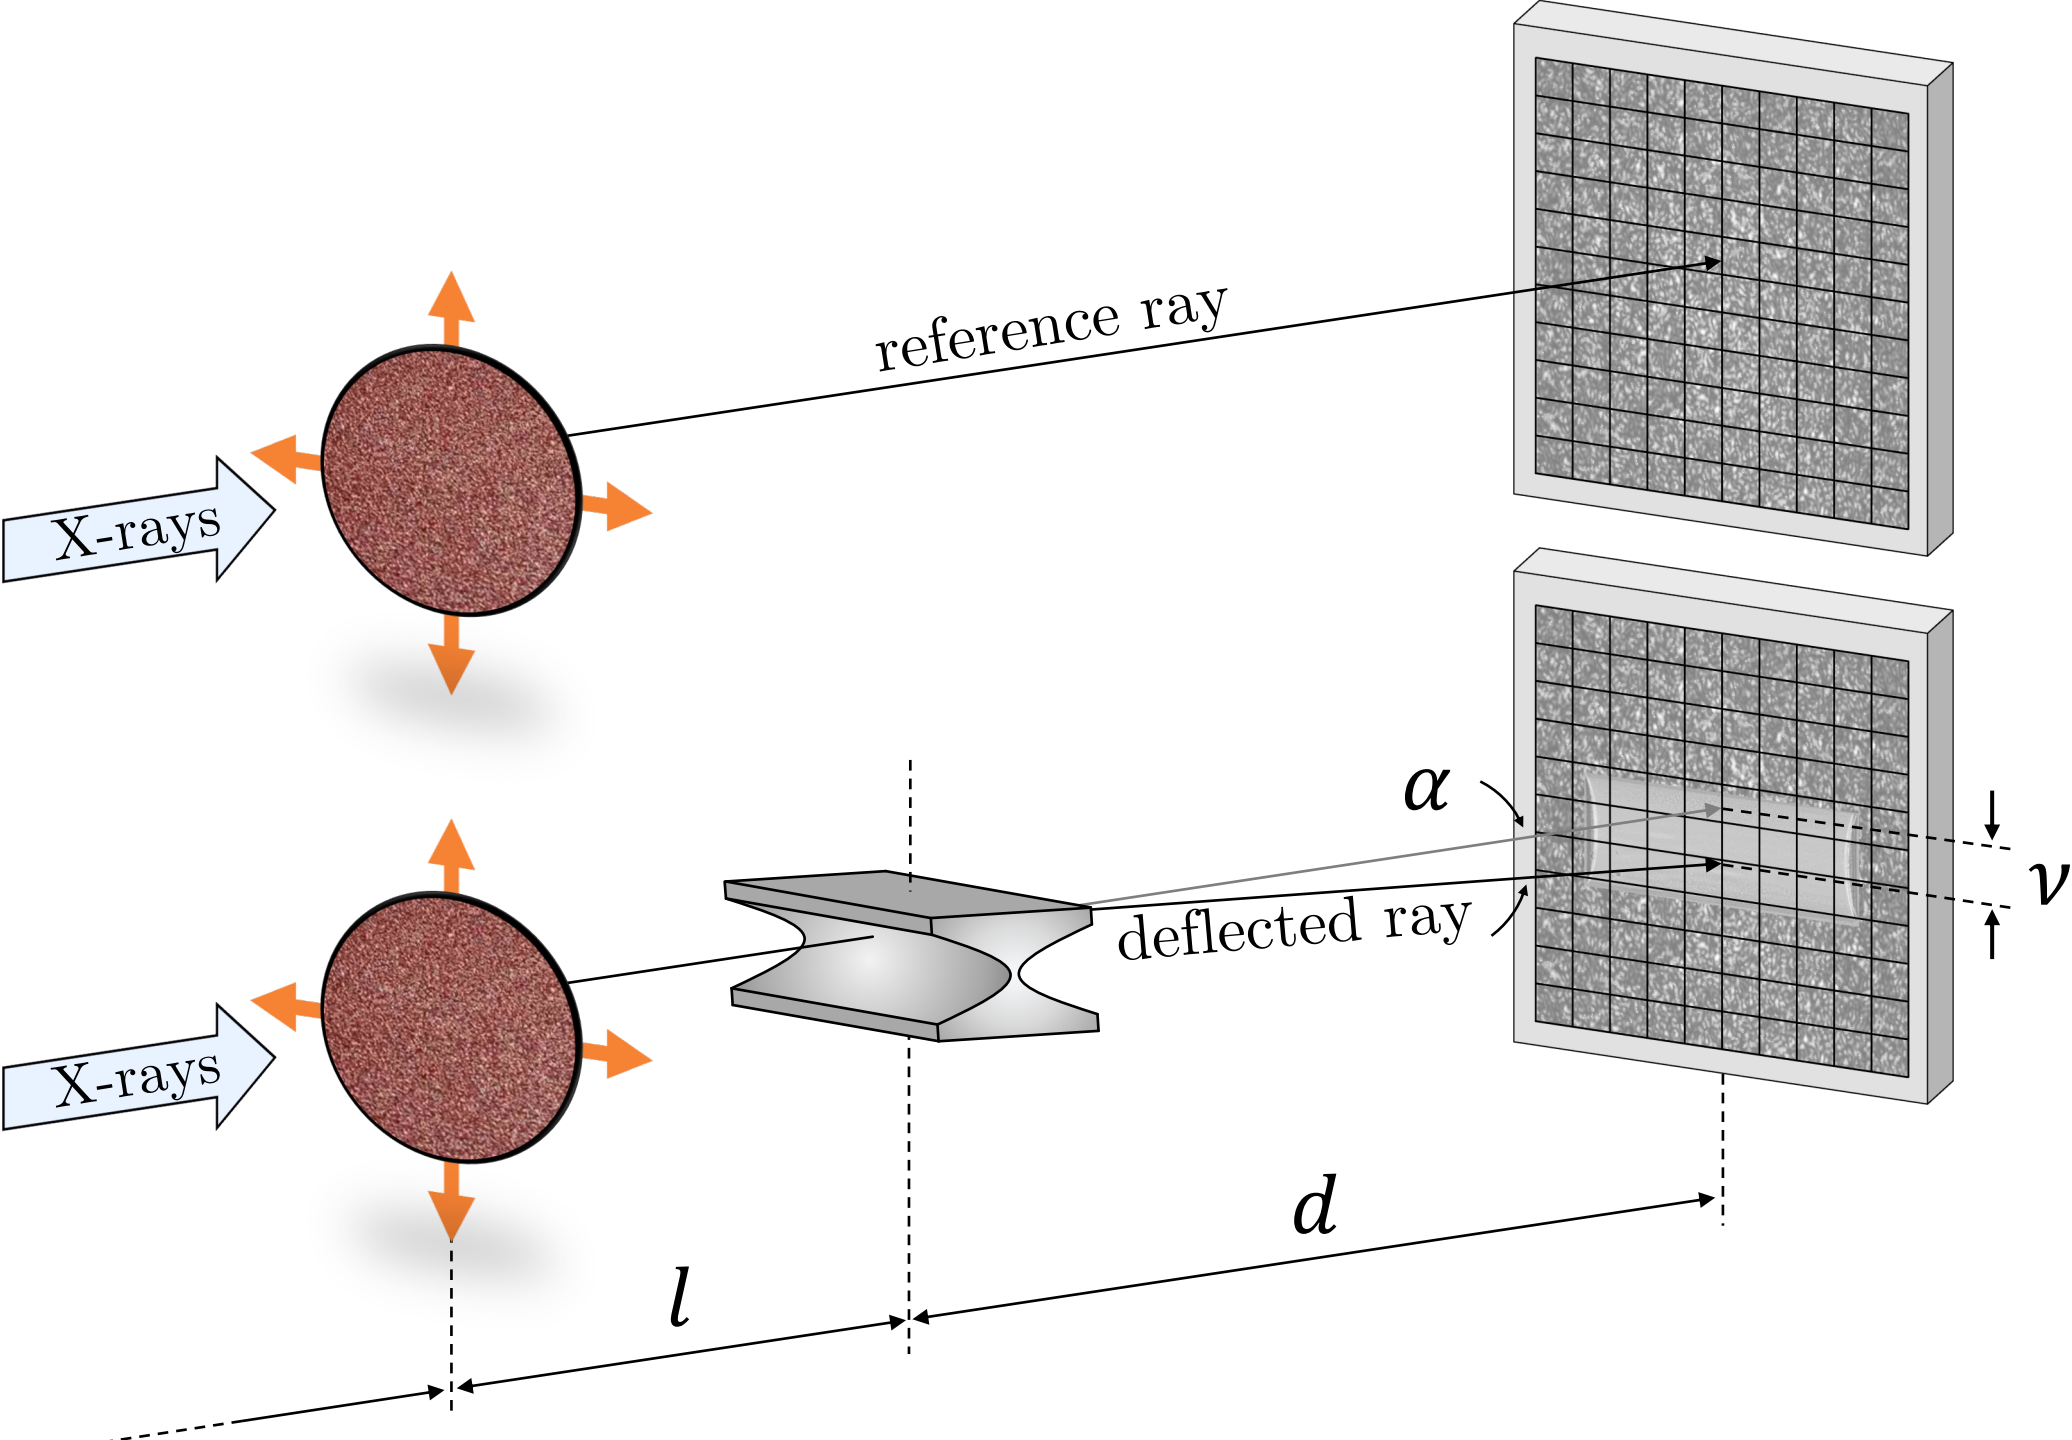 reference ray
X-rays
α
ν
deflected ray
X-rays
d
l